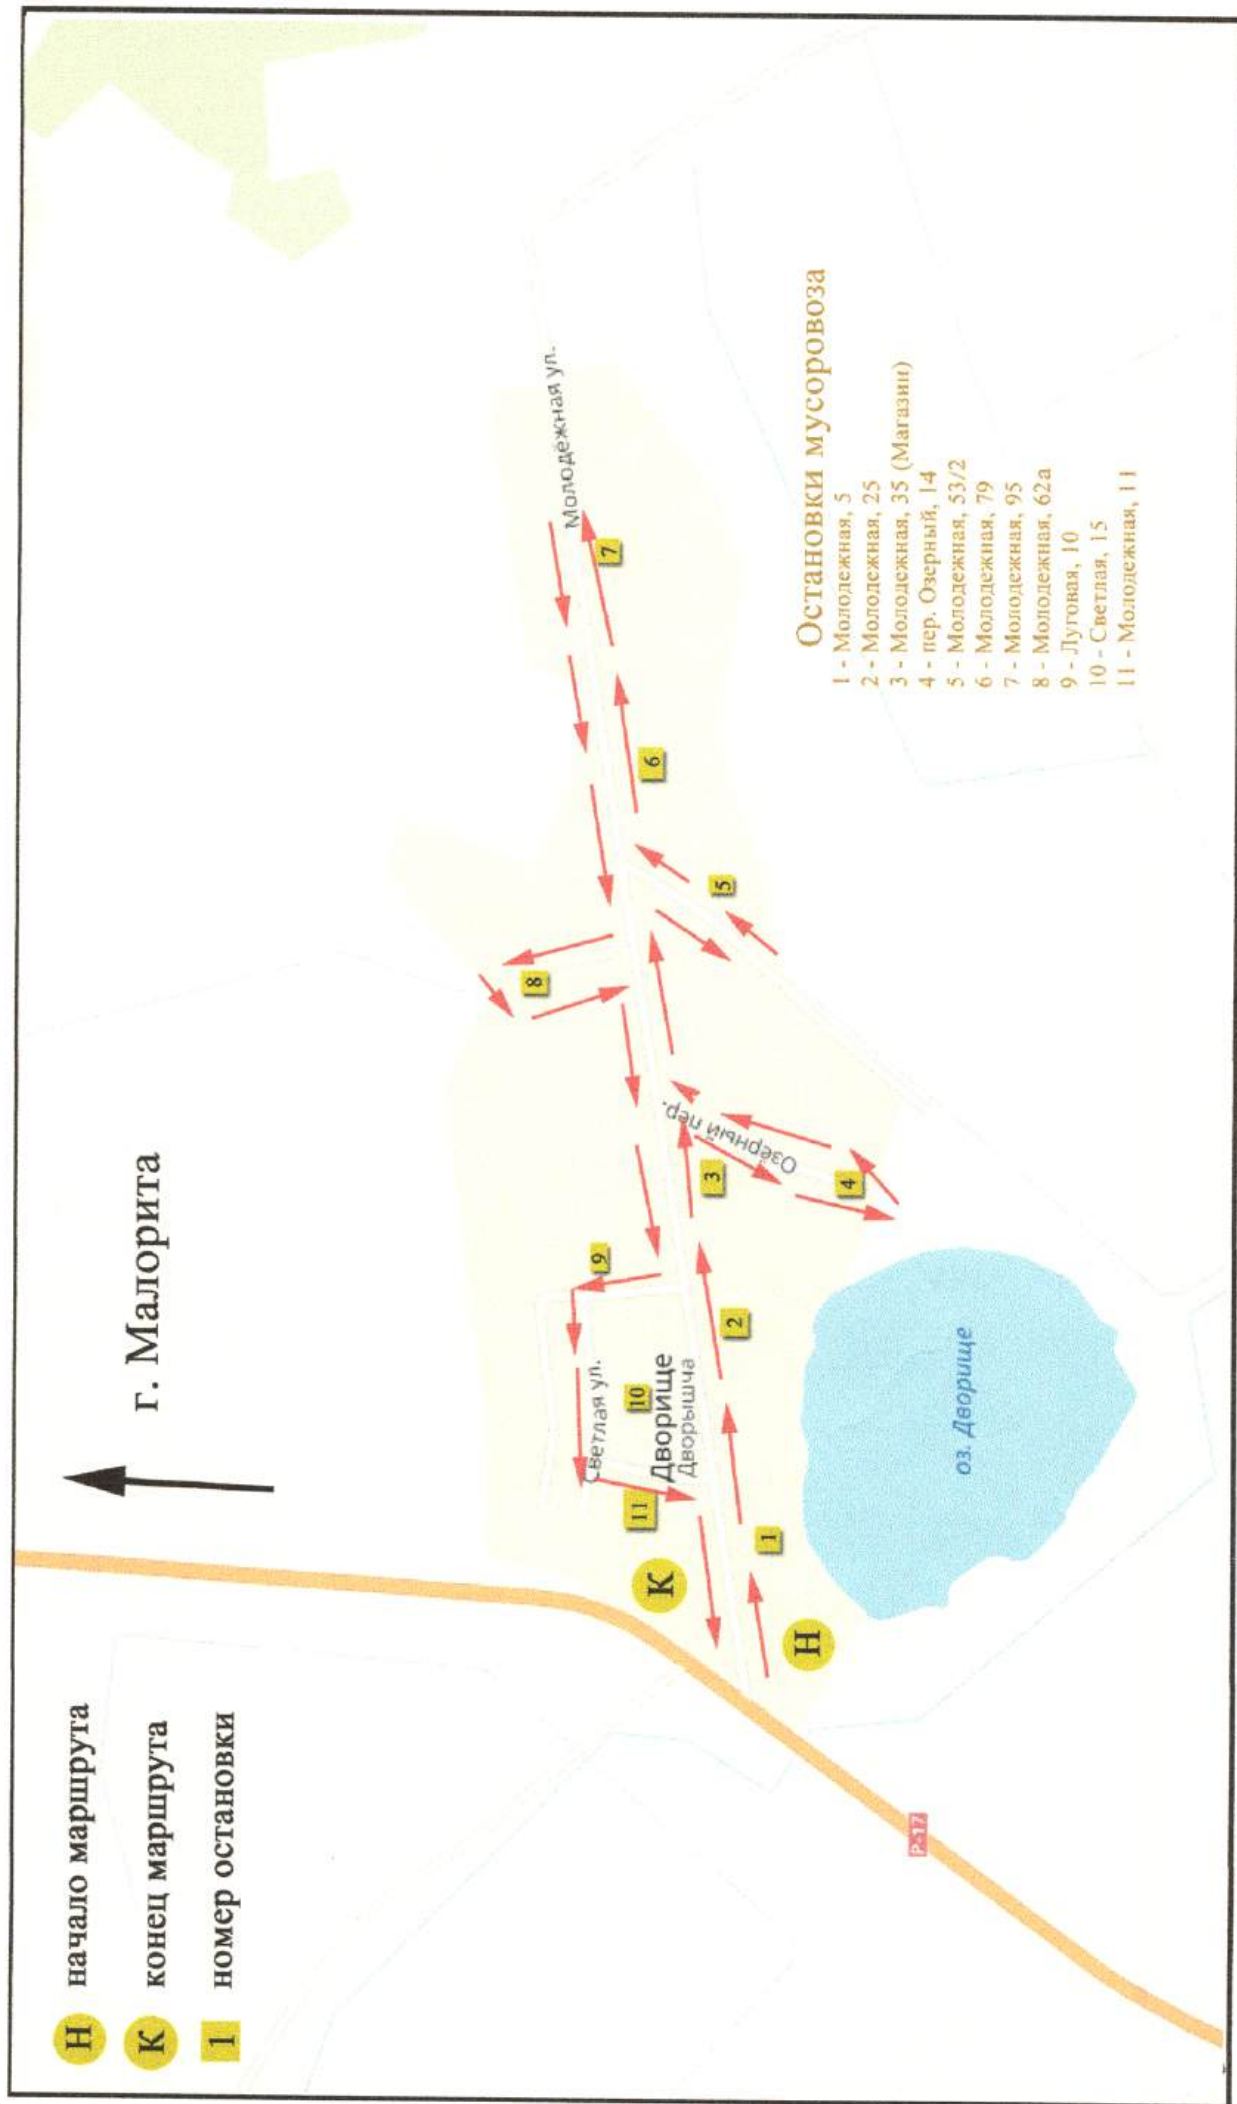 Н начало маршрута
К конец маршрута
1 номер остановки
г. Малорита
Молодёжная ул.
8
7
9
Светлая ул.
10
6
11
Дворище
Дворышча
К
5
3
Озёрный пер.
2
1
4
Н
оз. Дворище
Р-17
Остановки мусоровоза
1 - Молодежная, 5
2 - Молодежная, 25
3 - Молодежная, 35 (Магазин)
4 - пер. Озерный, 14
5 - Молодежная, 53/2
6 - Молодежная, 79
7 - Молодежная, 95
8 - Молодежная, 62а
9 - Луговая, 10
10 - Светлая, 15
11 - Молодежная, 11